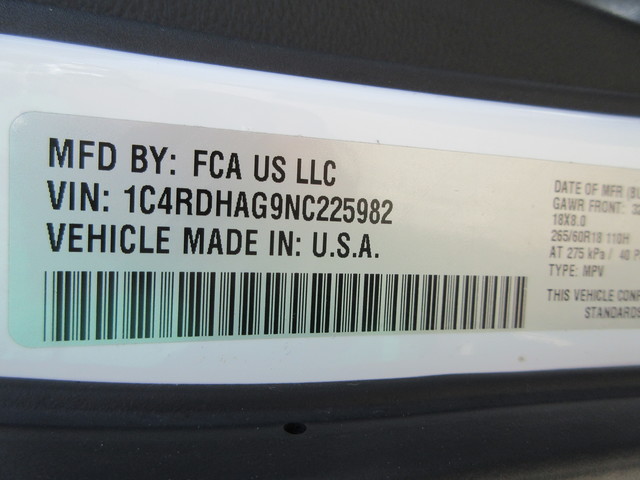 MFD BY: FCA US LLC
VIN: 1C4RDHAG9NC225982
VEHICLE MADE IN: U.S.A.
DATE OF MFR
GAWR FRONT:
18X8.0
265/60R18 110H
AT 275 kPa / 40
TYPE: MPV
THIS VEHICLE
STANDARDS